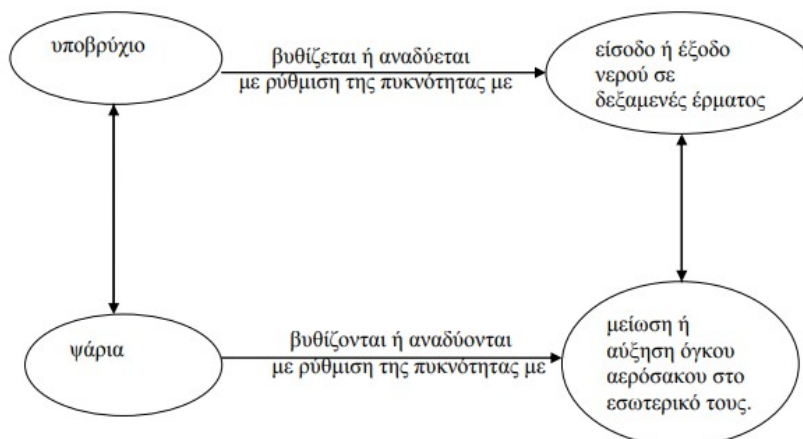 υποβρύχιο
βυθίζεται ή αναδύεται
με ρύθμιση της πυκνότητας με
είσοδο ή έξοδο
νερού σε
δεξαμενές έρματος
ψάρια
βυθίζονται ή αναδύονται
με ρύθμιση της πυκνότητας με
μείωση ή
αύξηση όγκου
αερόσακου στο
εσωτερικό τους.